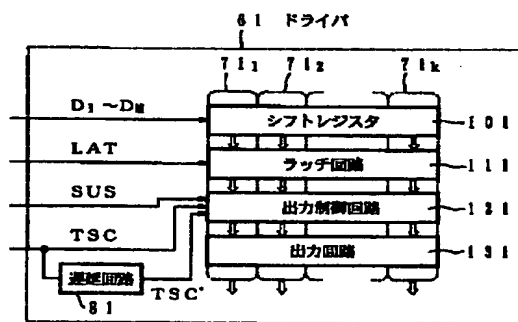 61 ドライバ
71₁ 71₂ 71ₖ
D₁～D_M
シフトレジスタ
101
LAT
ラッチ回路
111
SUS
出力制御回路
121
TSC
出力回路
131
遅延回路
TSC'
81